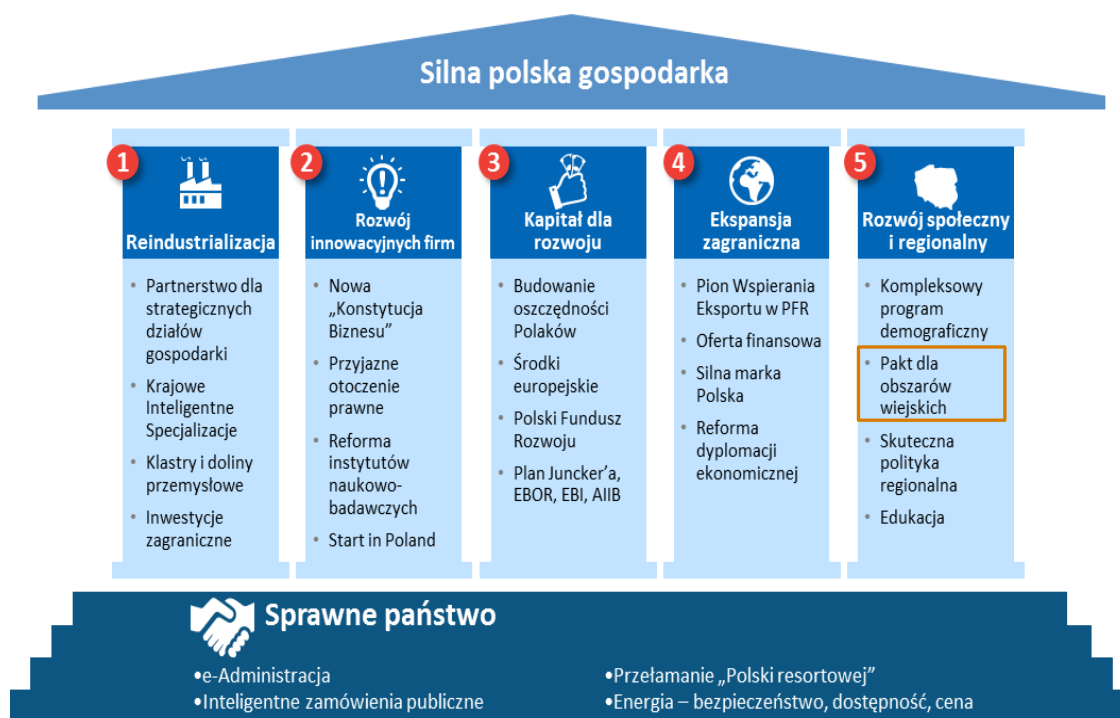 Silna polska gospodarka
1
Reindustrializacja
• Partnerstwo dla
strategicznych
działów
gospodarki
• Krajowe
Inteligentne
Specjalizacje
• Klastry i doliny
przemysłowe
• Inwestycje
zagraniczne
2
Rozwój
innowacyjnych firm
• Nowa
„Konstytucja
Biznesu”
• Przyjazne
otoczenie
prawne
• Reforma
instytutów
naukowo-
badawczych
• Start in Poland
3
Kapitał dla
rozwoju
• Budowanie
oszczędności
Polaków
• Środki
europejskie
• Polski Fundusz
Rozwoju
• Plan Juncker’a,
EBOR, EBI, AIIB
4
Ekspansja
zagraniczna
• Pion Wspierania
Eksportu w PFR
• Oferta finansowa
• Silna marka
Polska
• Reforma
dyplomacji
ekonomicznej
5
Rozwój społeczny
i regionalny
• Kompleksowy
program
demograficzny
• Pakt dla
obszarów
wiejskich
• Skuteczna
polityka
regionalna
• Edukacja
Sprawne państwo
•e-Administracja
•Inteligentne zamówienia publiczne
•Przełamanie „Polski resortowej”
•Energia – bezpieczeństwo, dostępność, cena